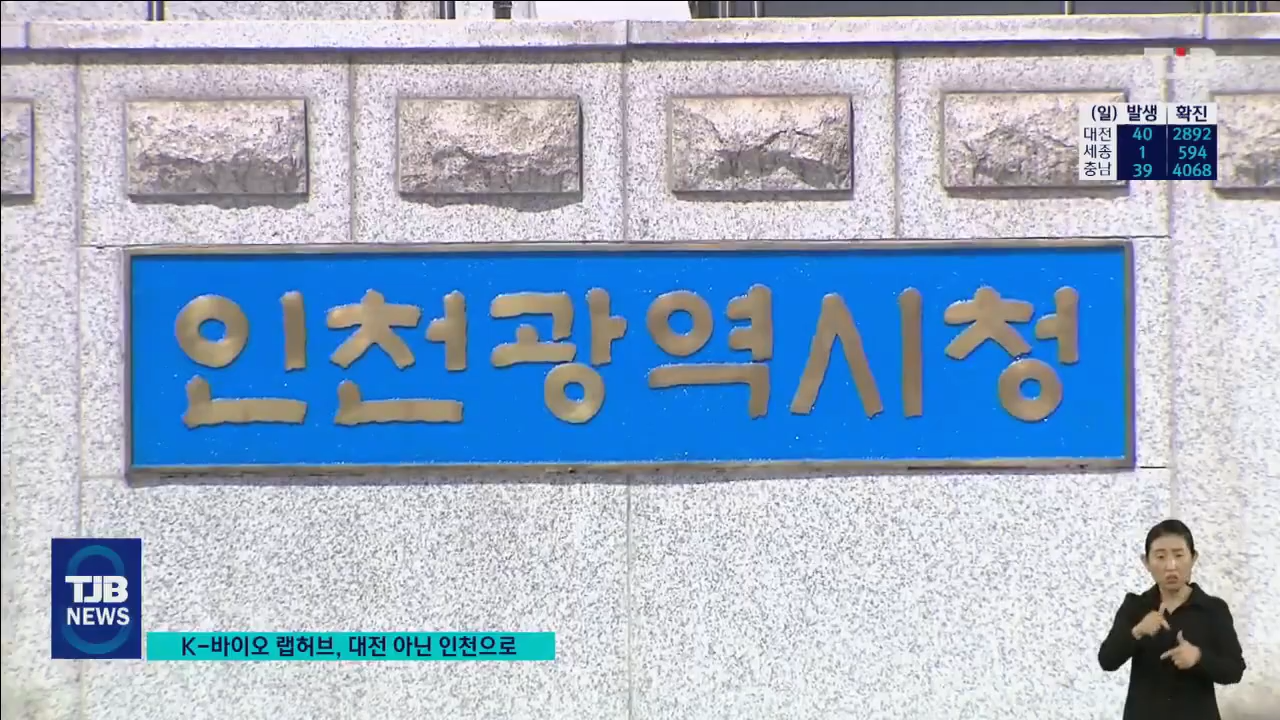 TJB
(일) 발생 확진
대전 40 2892
세종 1 594
충남 39 4068
인천광역시청
TJB
NEWS
K-바이오 랩허브, 대전 아닌 인천으로